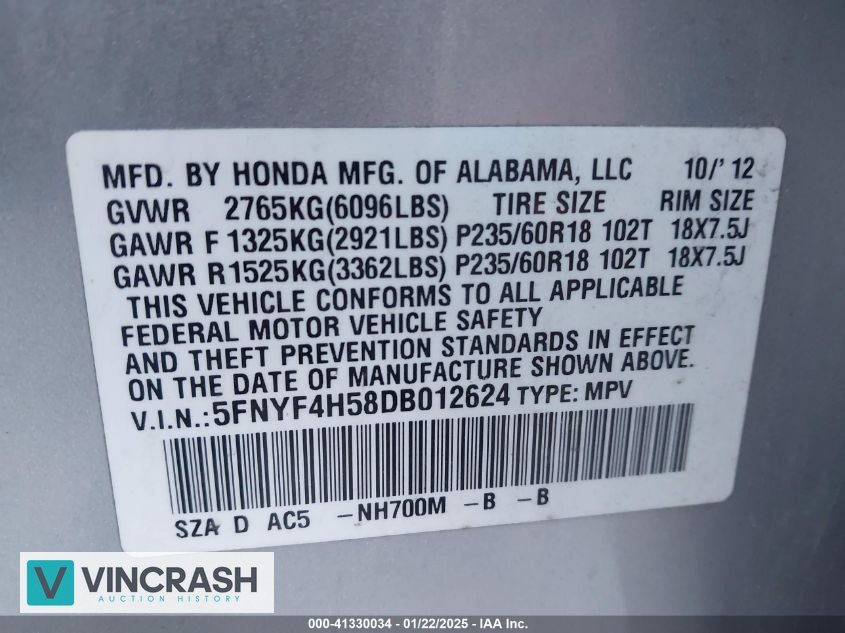 MFD. BY HONDA MFG. OF ALABAMA, LLC 10/'12
GVWR 2765KG(6096LBS) TIRE SIZE RIM SIZE
GAWR F 1325KG(2921LBS) P235/60R18 102T 18X7.5J
GAWR R1525KG(3362LBS) P235/60R18 102T 18X7.5J
THIS VEHICLE CONFORMS TO ALL APPLICABLE
FEDERAL MOTOR VEHICLE SAFETY
AND THEFT PREVENTION STANDARDS IN EFFECT
ON THE DATE OF MANUFACTURE SHOWN ABOVE.
V.I.N.: 5FNYF4H58DB012624 TYPE: MPV
SZA D AC5 -NH700M -B -B
VINCRASH
AUCTION HISTORY
000-41330034 - 01/22/2025 - IAA Inc.